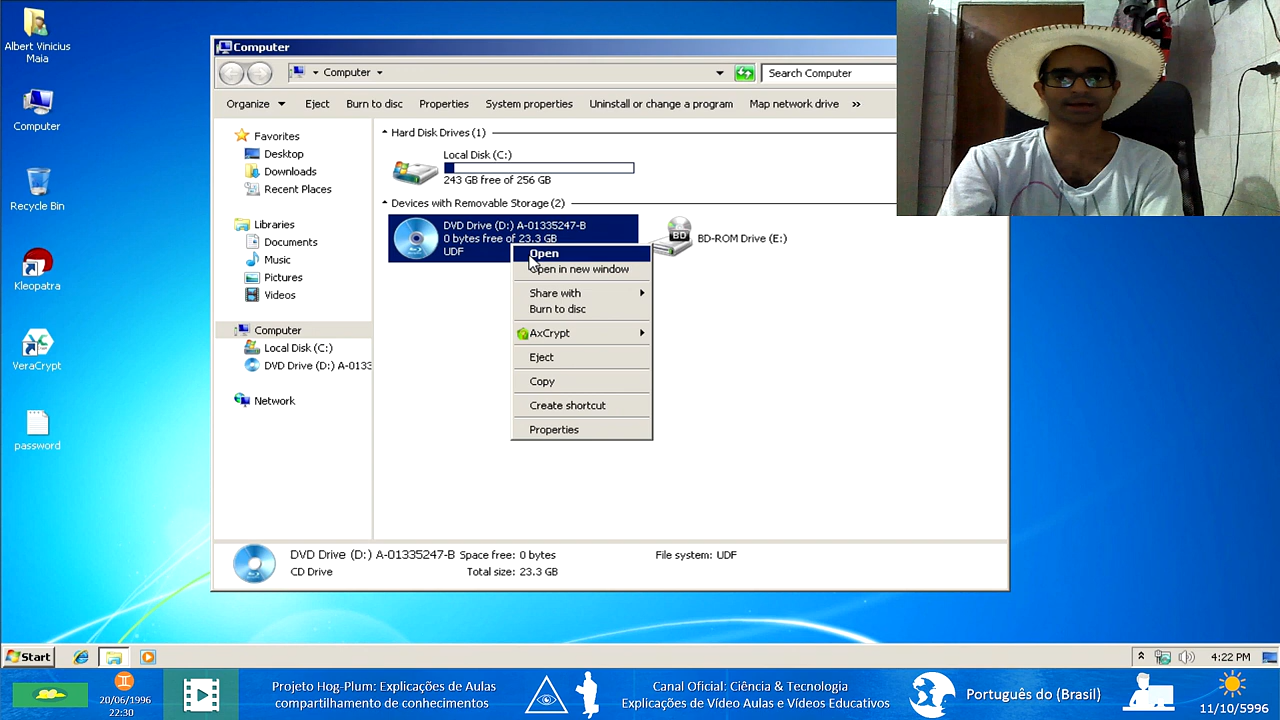 Albert Vinicius
Maia
Computer
Recycle Bin
Kleopatra
VeraCrypt
password
Computer
Computer
Search Computer
Organize
Eject
Burn to disc
Properties
System properties
Uninstall or change a program
Map network drive
»
Favorites
Desktop
Downloads
Recent Places
Libraries
Documents
Music
Pictures
Videos
Computer
Local Disk (C:)
DVD Drive (D:) A-0133
Network
Hard Disk Drives (1)
Local Disk (C:)
243 GB free of 256 GB
Devices with Removable Storage (2)
DVD Drive (D:) A-01335247-B
0 bytes free of 23.3 GB
UDF
BD
BD-ROM Drive (E:)
Open
Open in new window
Share with
Burn to disc
AxCrypt
Eject
Copy
Create shortcut
Properties
DVD Drive (D:) A-01335247-B Space free: 0 bytes File system: UDF
CD Drive Total size: 23.3 GB
Start
4:22 PM
20/06/1996
22:30
Projeto Hog-Plum: Explicações de Aulas
compartilhamento de conhecimentos
Canal Oficial: Ciência & Tecnologia
Explicações de Vídeo Aulas e Vídeos Educativos
Português do (Brasil)
11/10/5996